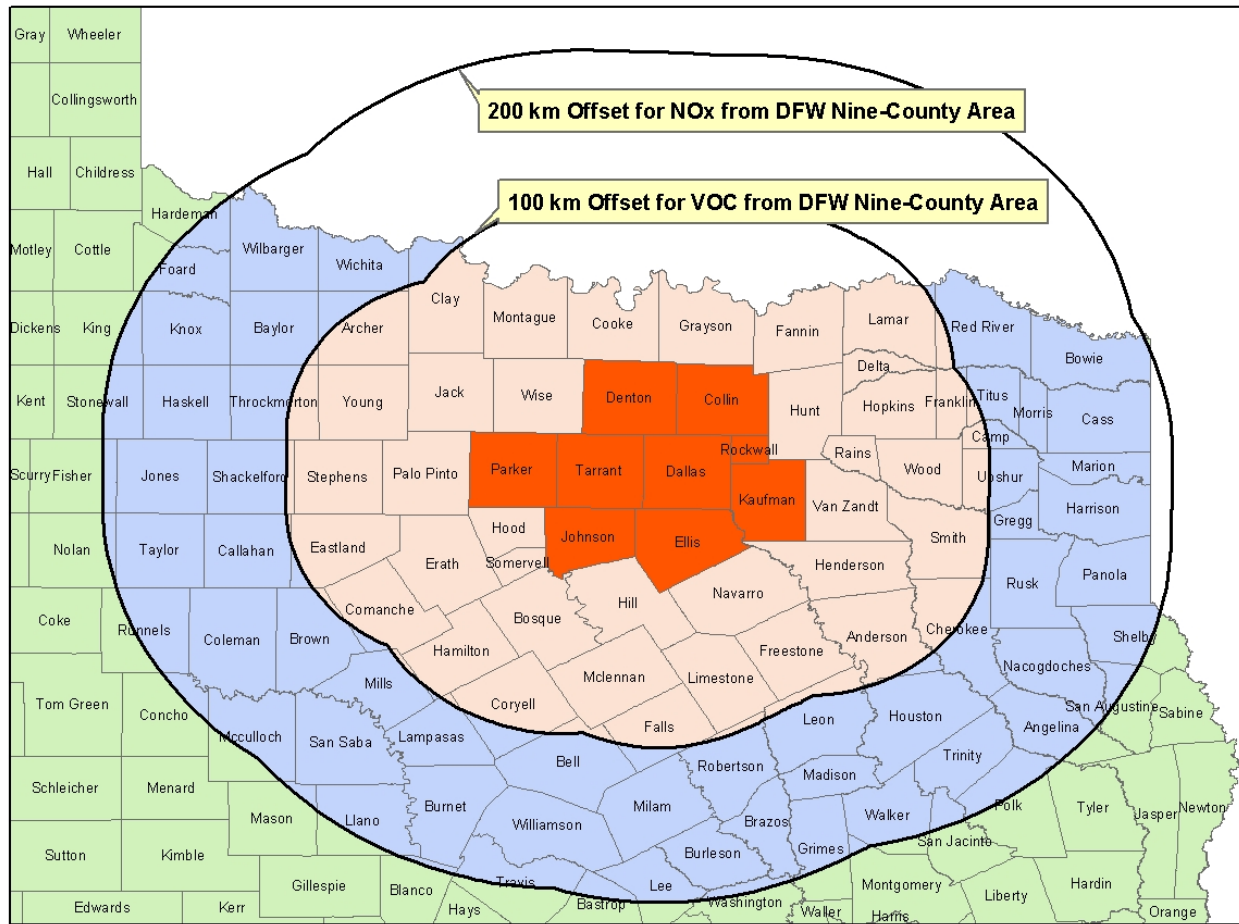 Gray Wheeler
Collingsworth
200 km Offset for NOx from DFW Nine-County Area
Hall Childress
100 km Offset for VOC from DFW Nine-County Area
Hardeman
Motley Cottle Wilbarger
Foard Wichita
Clay
Dickens King Knox Baylor Archer Montague Cooke Grayson Fannin Lamar Red River
Bowie
Delta
Kent Stonewall Haskell Throckmorton Young Jack Wise Denton Collin Hunt Hopkins Franklin Titus
Morris Cass
Camp
Rockwall
Scurry Fisher Jones Shackelford Stephens Palo Pinto Parker Tarrant Dallas Rains Wood Upshur Marion
Kaufman Van Zandt
Harrison
Hood Gregg
Nolan Taylor Callahan Eastland Johnson Ellis Smith
Erath Somervell Henderson
Rusk Panola
Comanche Bosque Hill Navarro
Coke Runnels Coleman Brown Anderson Cherokee Shelby
Hamilton Freestone Nacogdoches
Mills Mclennan Limestone
Tom Green Concho Coryell San Augustine Sabine
Mcculloch San Saba Lampasas Falls Leon Houston Angelina
Bell Robertson Trinity
Schleicher Menard Madison
Mason Llano Burnet Williamson Milam Brazos Walker Polk Tyler Jasper Newton
Sutton Kimble Burleson Grimes San Jacinto
Gillespie Blanco Travis Lee Montgomery Liberty Hardin
Edwards Kerr Hays Bastrop Washington Waller Harris Orange